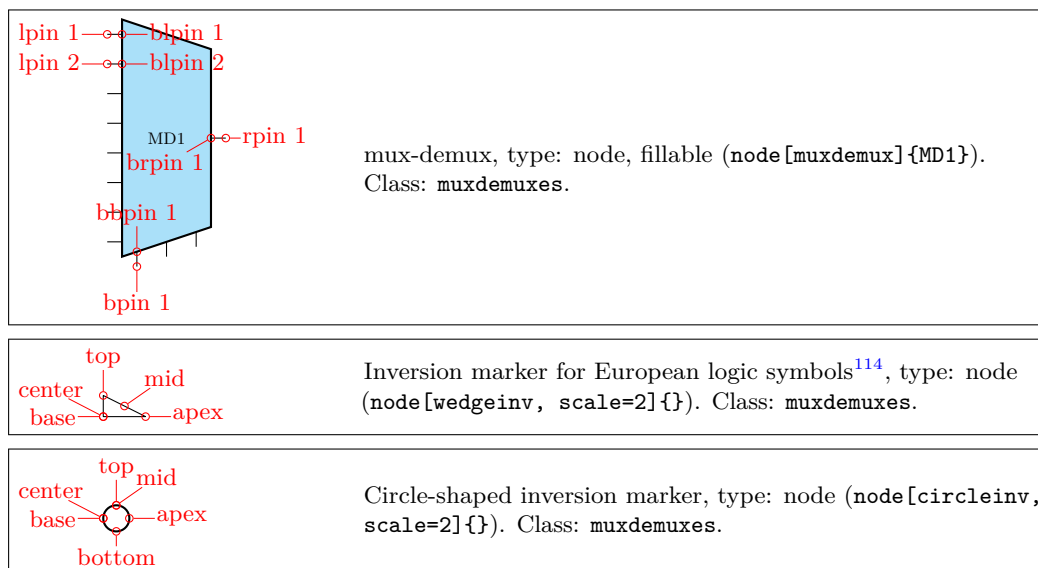 lpin 1
blpin 1
lpin 2
blpin 2
MD1
rpin 1
brpin 1
bbpin 1
bpin 1
mux-demux, type: node, fillable (node[muxdemux]{MD1}).
Class: muxdemuxes.
top
mid
center
base
apex
Inversion marker for European logic symbols114, type: node
(node[wedgeinv, scale=2]{}). Class: muxdemuxes.
top
mid
center
base
apex
bottom
Circle-shaped inversion marker, type: node (node[circleinv,
scale=2]{}). Class: muxdemuxes.